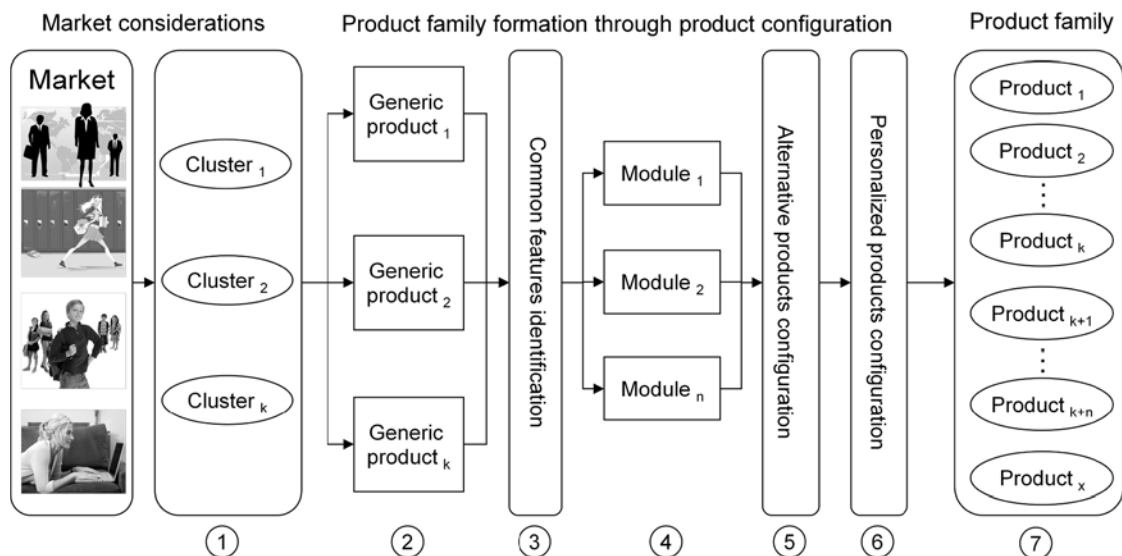 Market considerations
Product family formation through product configuration
Product family
Market
Cluster 1
Cluster 2
Cluster k
Generic
product 1
Generic
product 2
Generic
product k
Common features identification
Module 1
Module 2
Module n
Alternative products configuration
Personalized products configuration
Product 1
Product 2
Product k
Product k+1
Product k+n
Product x
1
2
3
4
5
6
7